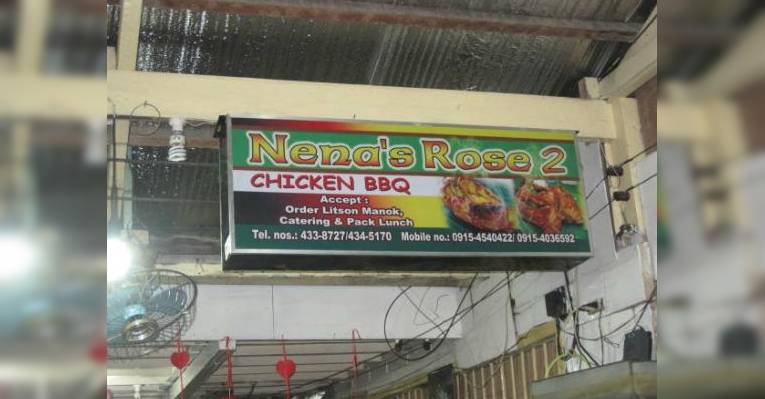 Nena's Rose 2
CHICKEN BBQ
Accept :
Order Litson Manok,
Catering & Pack Lunch
Tel. nos.: 433-8727/434-5170 Mobile no.: 0915-4540422/ 0915-4036592